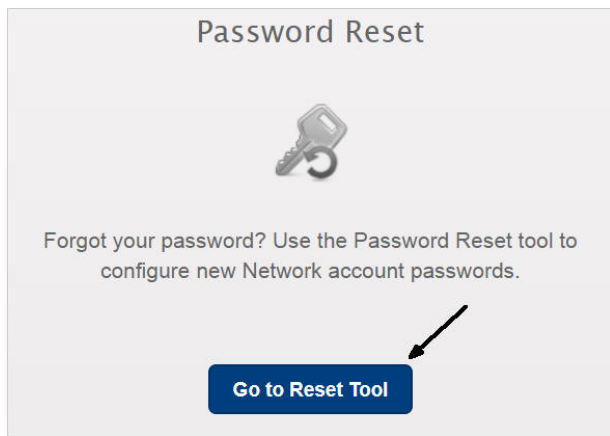 Password Reset
Forgot your password? Use the Password Reset tool to
configure new Network account passwords.
Go to Reset Tool